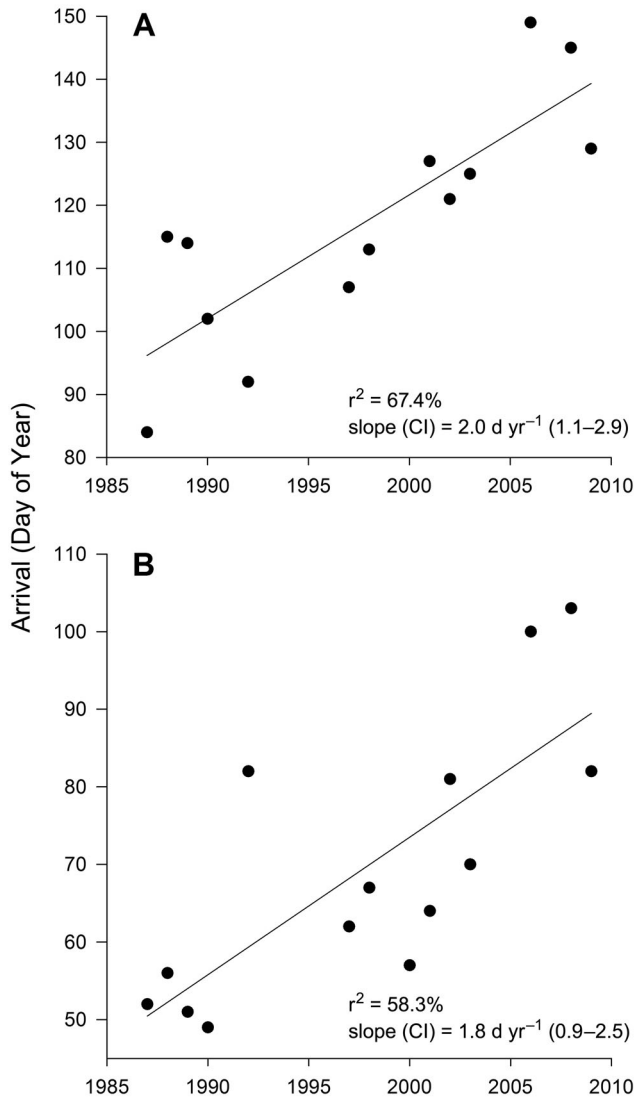 A
150
140
130
120
110
100
90
80
r² = 67.4%
slope (CI) = 2.0 d yr⁻¹ (1.1–2.9)
1985 1990 1995 2000 2005 2010
Arrival (Day of Year)
B
110
100
90
80
70
60
50
r² = 58.3%
slope (CI) = 1.8 d yr⁻¹ (0.9–2.5)
1985 1990 1995 2000 2005 2010